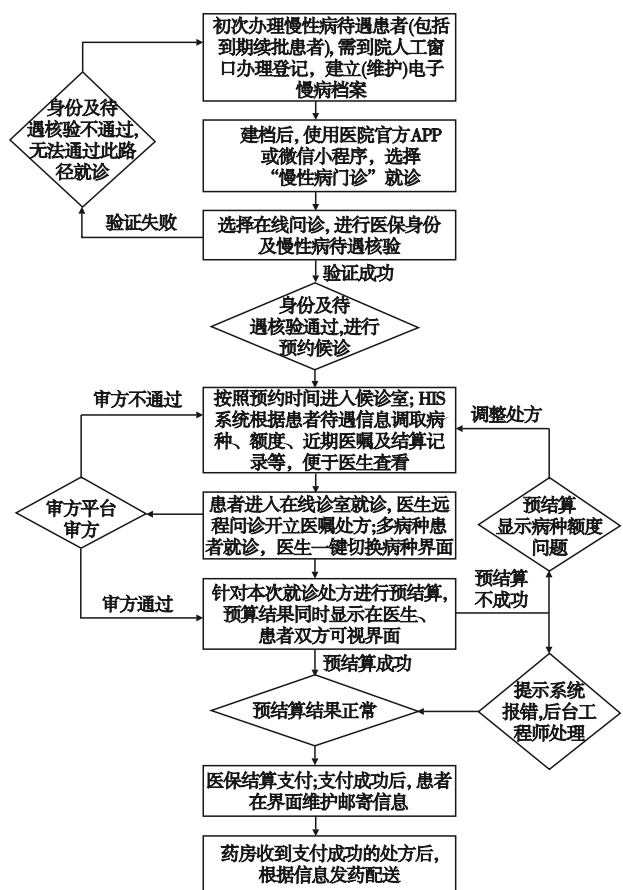 初次办理慢性病待遇患者(包括
到期续批患者),需到院人工窗
口办理登记，建立(维护)电子
慢病档案
身份及待
遇核验不通过,
无法通过此路
径就诊
建档后,使用医院官方APP
或微信小程序，选择
“慢性病门诊”就诊
验证失败
选择在线问诊,进行医保身份
及慢性病待遇核验
验证成功
身份及待
遇核验通过,进行
预约候诊
审方不通过
按照预约时间进入候诊室; HIS
系统根据患者待遇信息调取病
种、额度、近期医嘱及结算记
录等，便于医生查看
调整处方
审方平台
审方
患者进入在线诊室就诊,医生远
程问诊开立医嘱处方;多病种患
者就诊，医生一键切换病种界面
预结算
显示病种额度
问题
审方通过
针对本次就诊处方进行预结算,
预算结果同时显示在医生、
患者双方可视界面
预结算
不成功
预结算成功
预结算结果正常
提示系统
报错,后台工
程师处理
医保结算支付;支付成功后,患者
在界面维护邮寄信息
药房收到支付成功的处方后,
根据信息发药配送